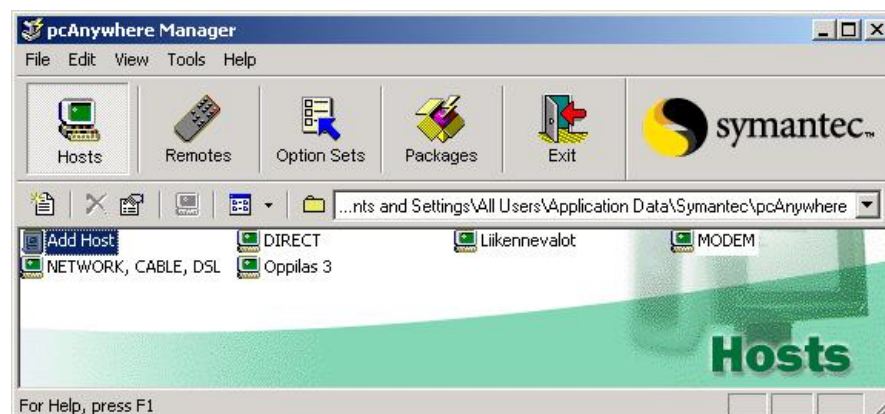 pcAnywhere Manager
File Edit View Tools Help
Hosts Remotes Option Sets Packages Exit symantec™
...nts and Settings\All Users\Application Data\Symantec\pcAnywhere
Add Host DIRECT Liikennevalot MODEM
NETWORK, CABLE, DSL Oppilas 3
Hosts
For Help, press F1